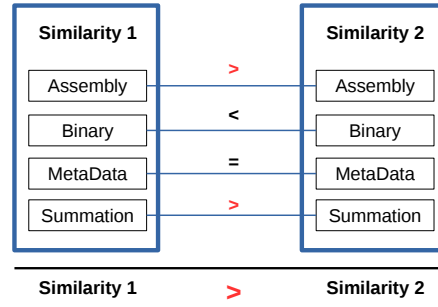 Similarity 1 Similarity 2
>
Assembly Assembly
<
Binary Binary
=
MetaData MetaData
>
Summation Summation
Similarity 1 > Similarity 2